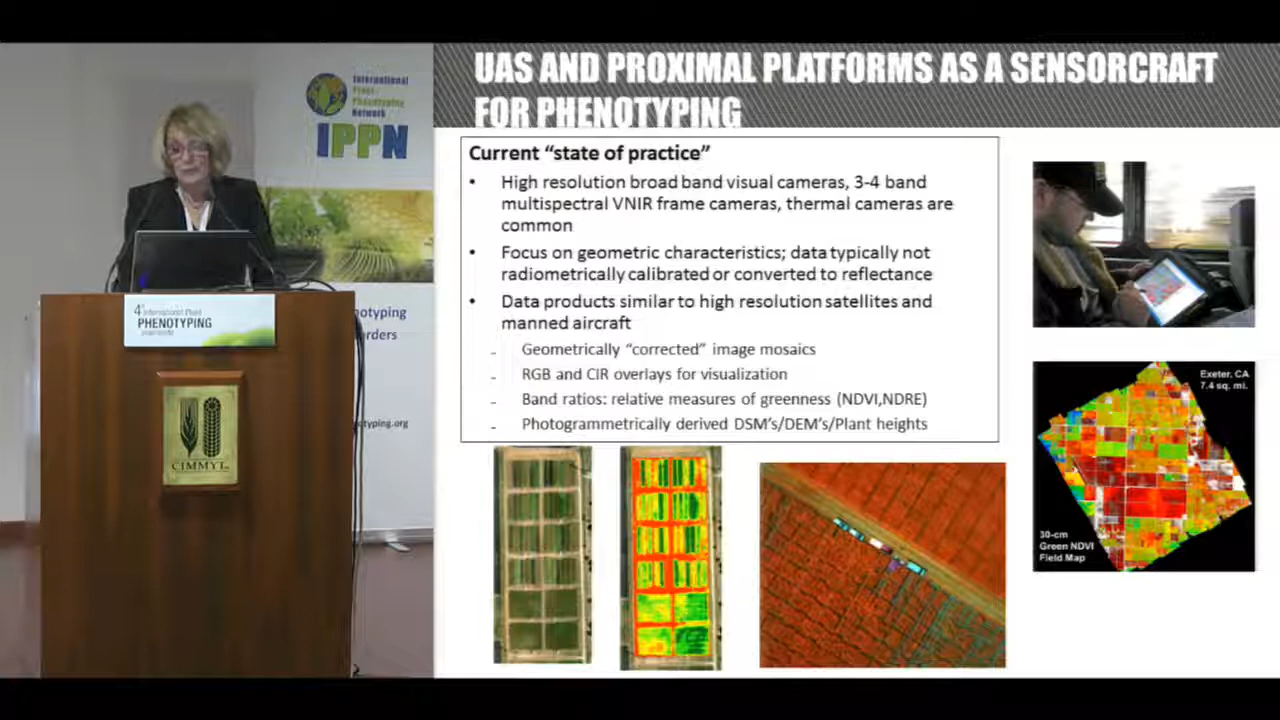 UAS AND PROXIMAL PLATFORMS AS A SENSORCRAFT
FOR PHENOTYPING
International
Plant
Phenotyping
Network
IPPN
Current “state of practice”
• High resolution broad band visual cameras, 3-4 band
multispectral VNIR frame cameras, thermal cameras are
common
• Focus on geometric characteristics; data typically not
radiometrically calibrated or converted to reflectance
• Data products similar to high resolution satellites and
manned aircraft
- Geometrically “corrected” image mosaics
- RGB and CIR overlays for visualization
- Band ratios: relative measures of greenness (NDVI,NDRE)
- Photogrammetrically derived DSM's/DEM's/Plant heights
4th International Plant
PHENOTYPING
notyping
orders
otyping.org
CIMMYT
Exeter, CA
7.4 sq. mi.
30-cm
Green NDVI
Field Map